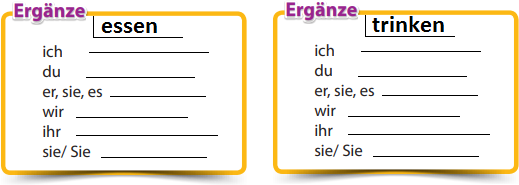 Ergänze
essen
ich
du
er, sie, es
wir
ihr
sie/ Sie
Ergänze
trinken
ich
du
er, sie, es
wir
ihr
sie/ Sie